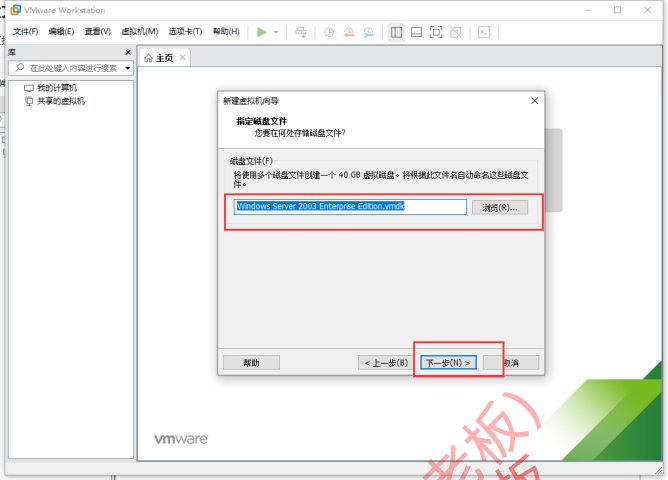 VMware Workstation
文件(F) 编辑(E) 查看(V) 虚拟机(M) 选项卡(T) 帮助(H)
库
在此处键入内容进行搜索
我的计算机
共享的虚拟机
主页
新建虚拟机向导
指定磁盘文件
您要在何处存储磁盘文件?
磁盘文件(F)
将使用多个磁盘文件创建一个 40 GB 虚拟磁盘。将根据此文件名自动命名这些磁盘文
件。
Windows Server 2003 Enterprise Edition.vmdk
浏览(R)...
帮助
< 上一步(B)
下一步(N) >
取消
vmware
老板)
板